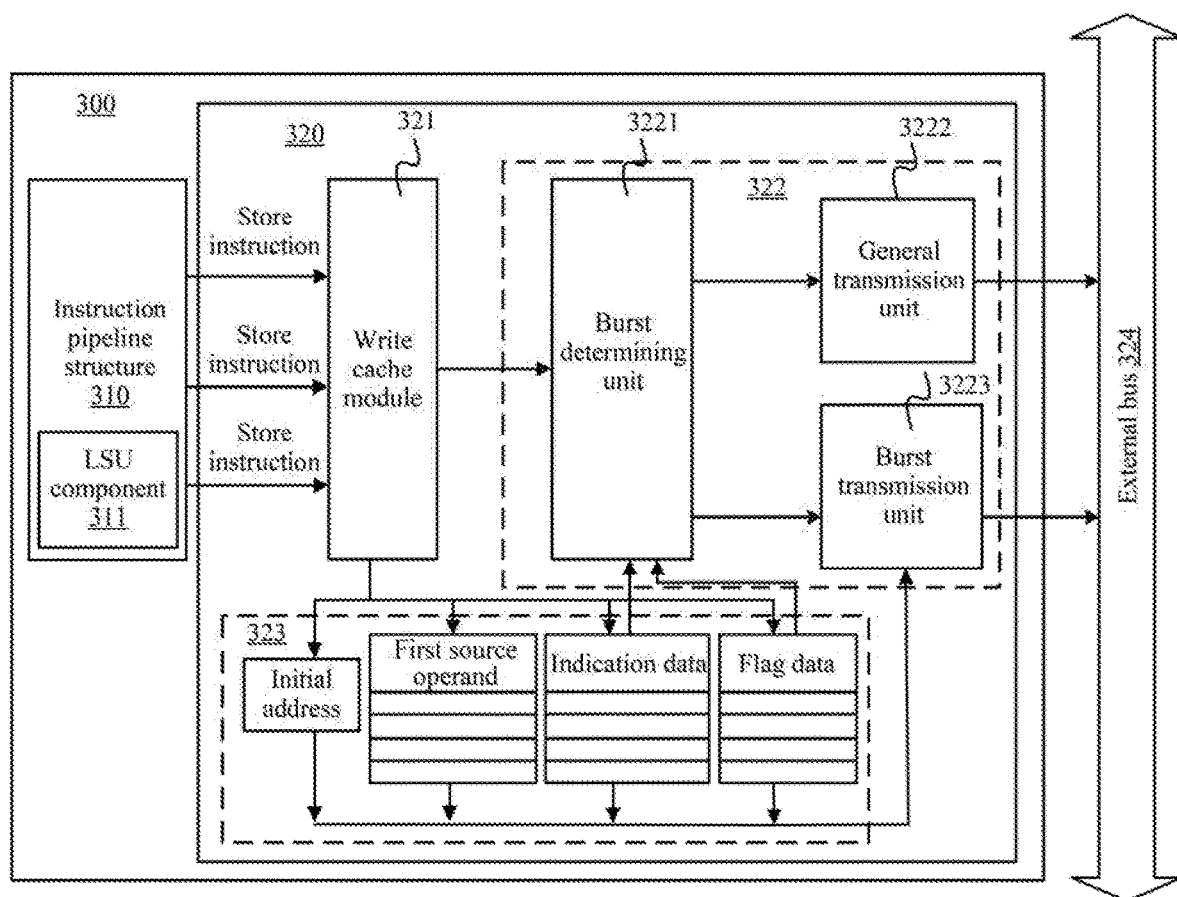 300
320
321
3221
3222
322
Store
instruction
Store
instruction
Store
instruction
Instruction
pipeline
structure
310
LSU
component
311
Write
cache
module
Burst
determining
unit
General
transmission
unit
3223
Burst
transmission
unit
External bus 324
323
Initial
address
First source
operand
Indication data
Flag data